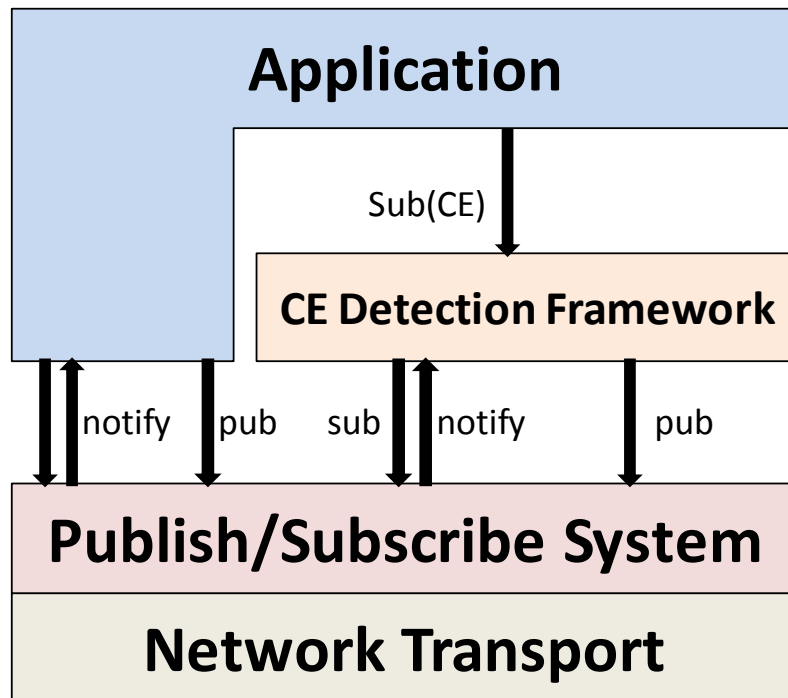 Application
Sub(CE)
CE Detection Framework
notify pub sub notify pub
Publish/Subscribe System
Network Transport